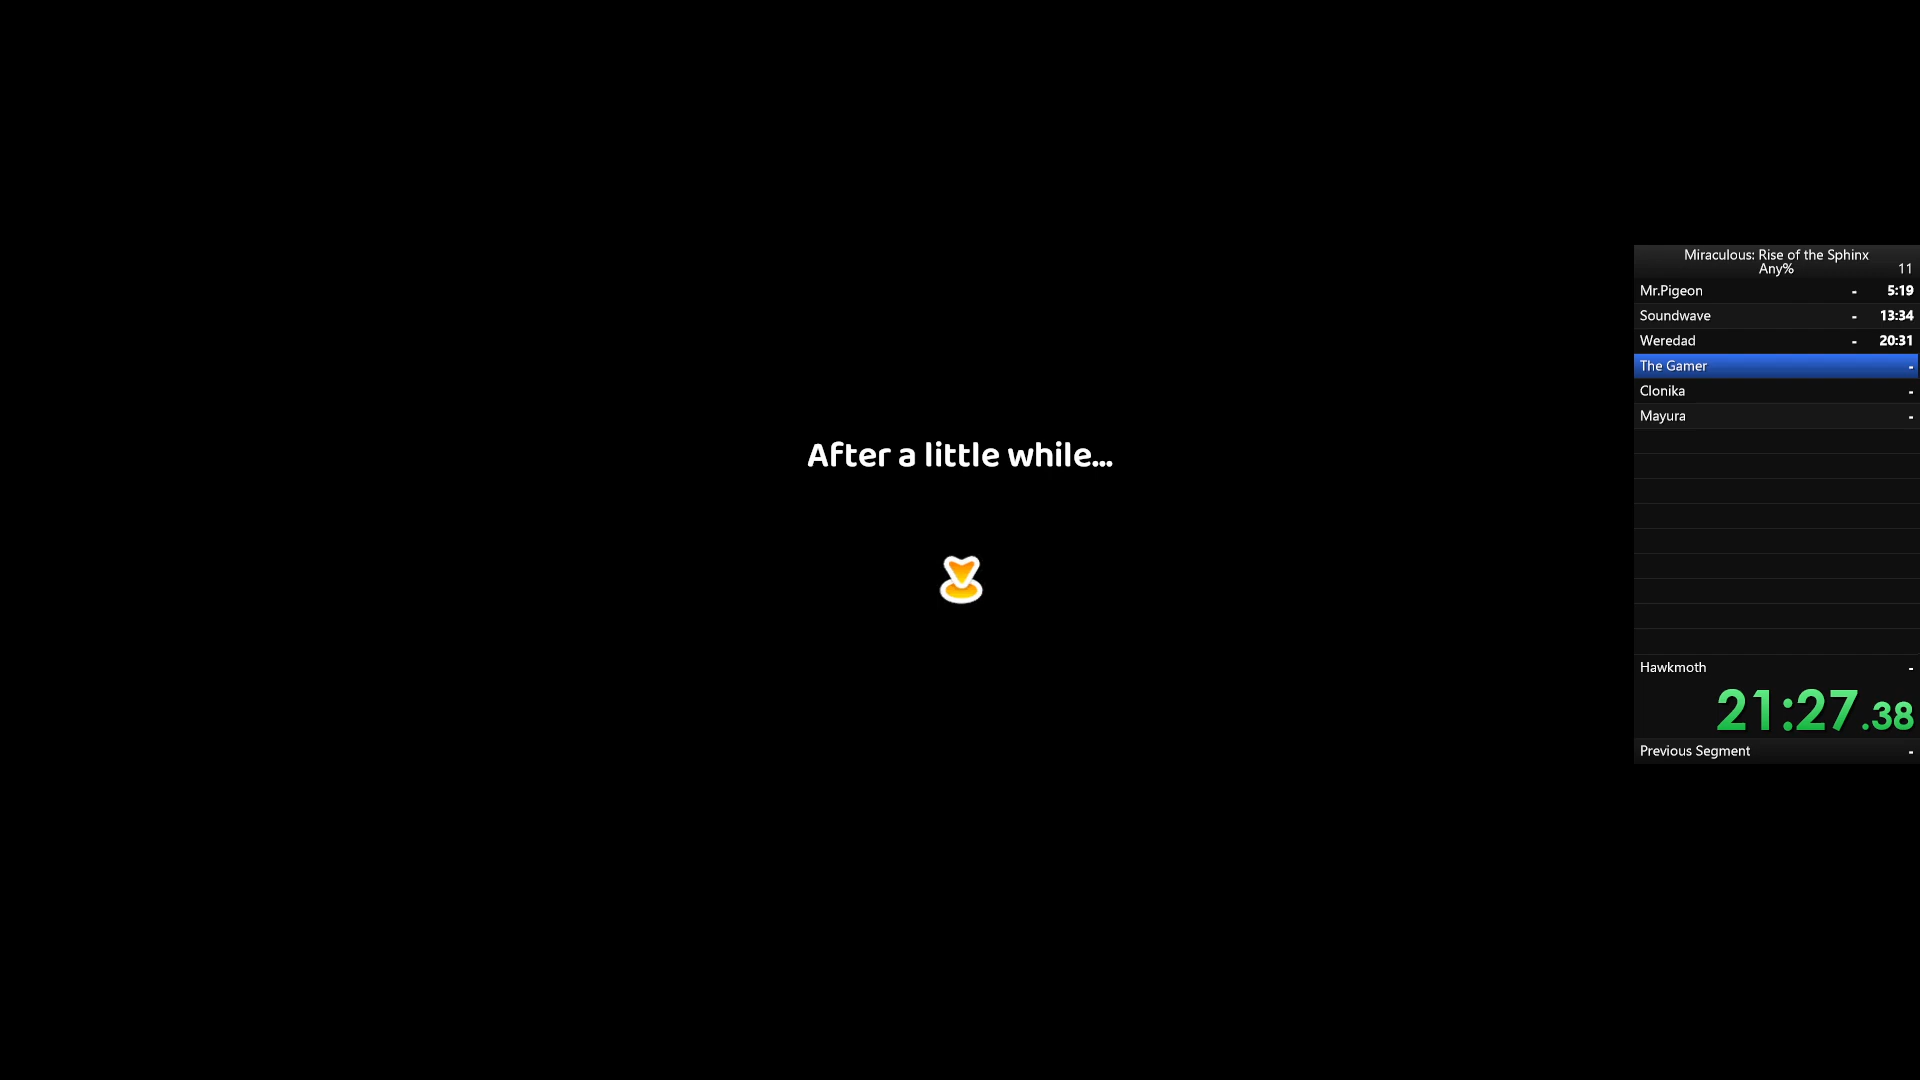 After a little while...
Miraculous: Rise of the Sphinx
Any% 11
Mr.Pigeon - 5:19
Soundwave - 13:34
Weredad - 20:31
The Gamer -
Clonika -
Mayura -
Hawkmoth -
21:27.38
Previous Segment -